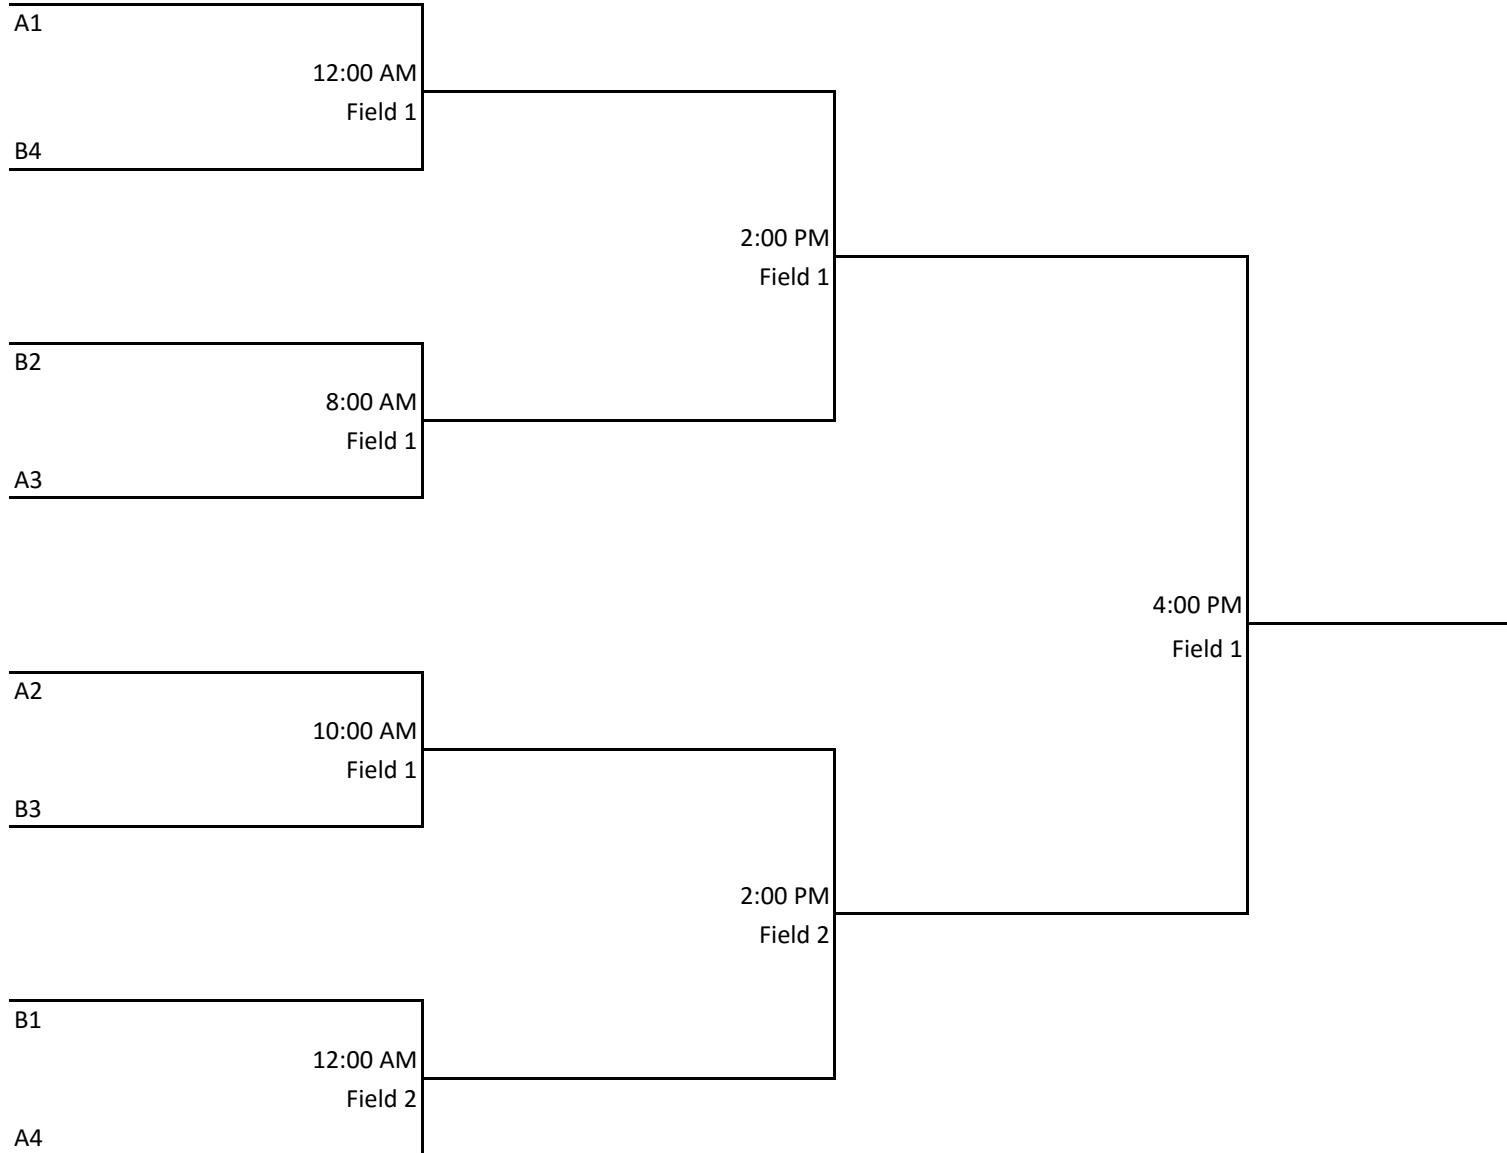 A1
12:00 AM
Field 1
B4
2:00 PM
Field 1
B2
8:00 AM
Field 1
A3
4:00 PM
Field 1
A2
10:00 AM
Field 1
B3
2:00 PM
Field 2
B1
12:00 AM
Field 2
A4